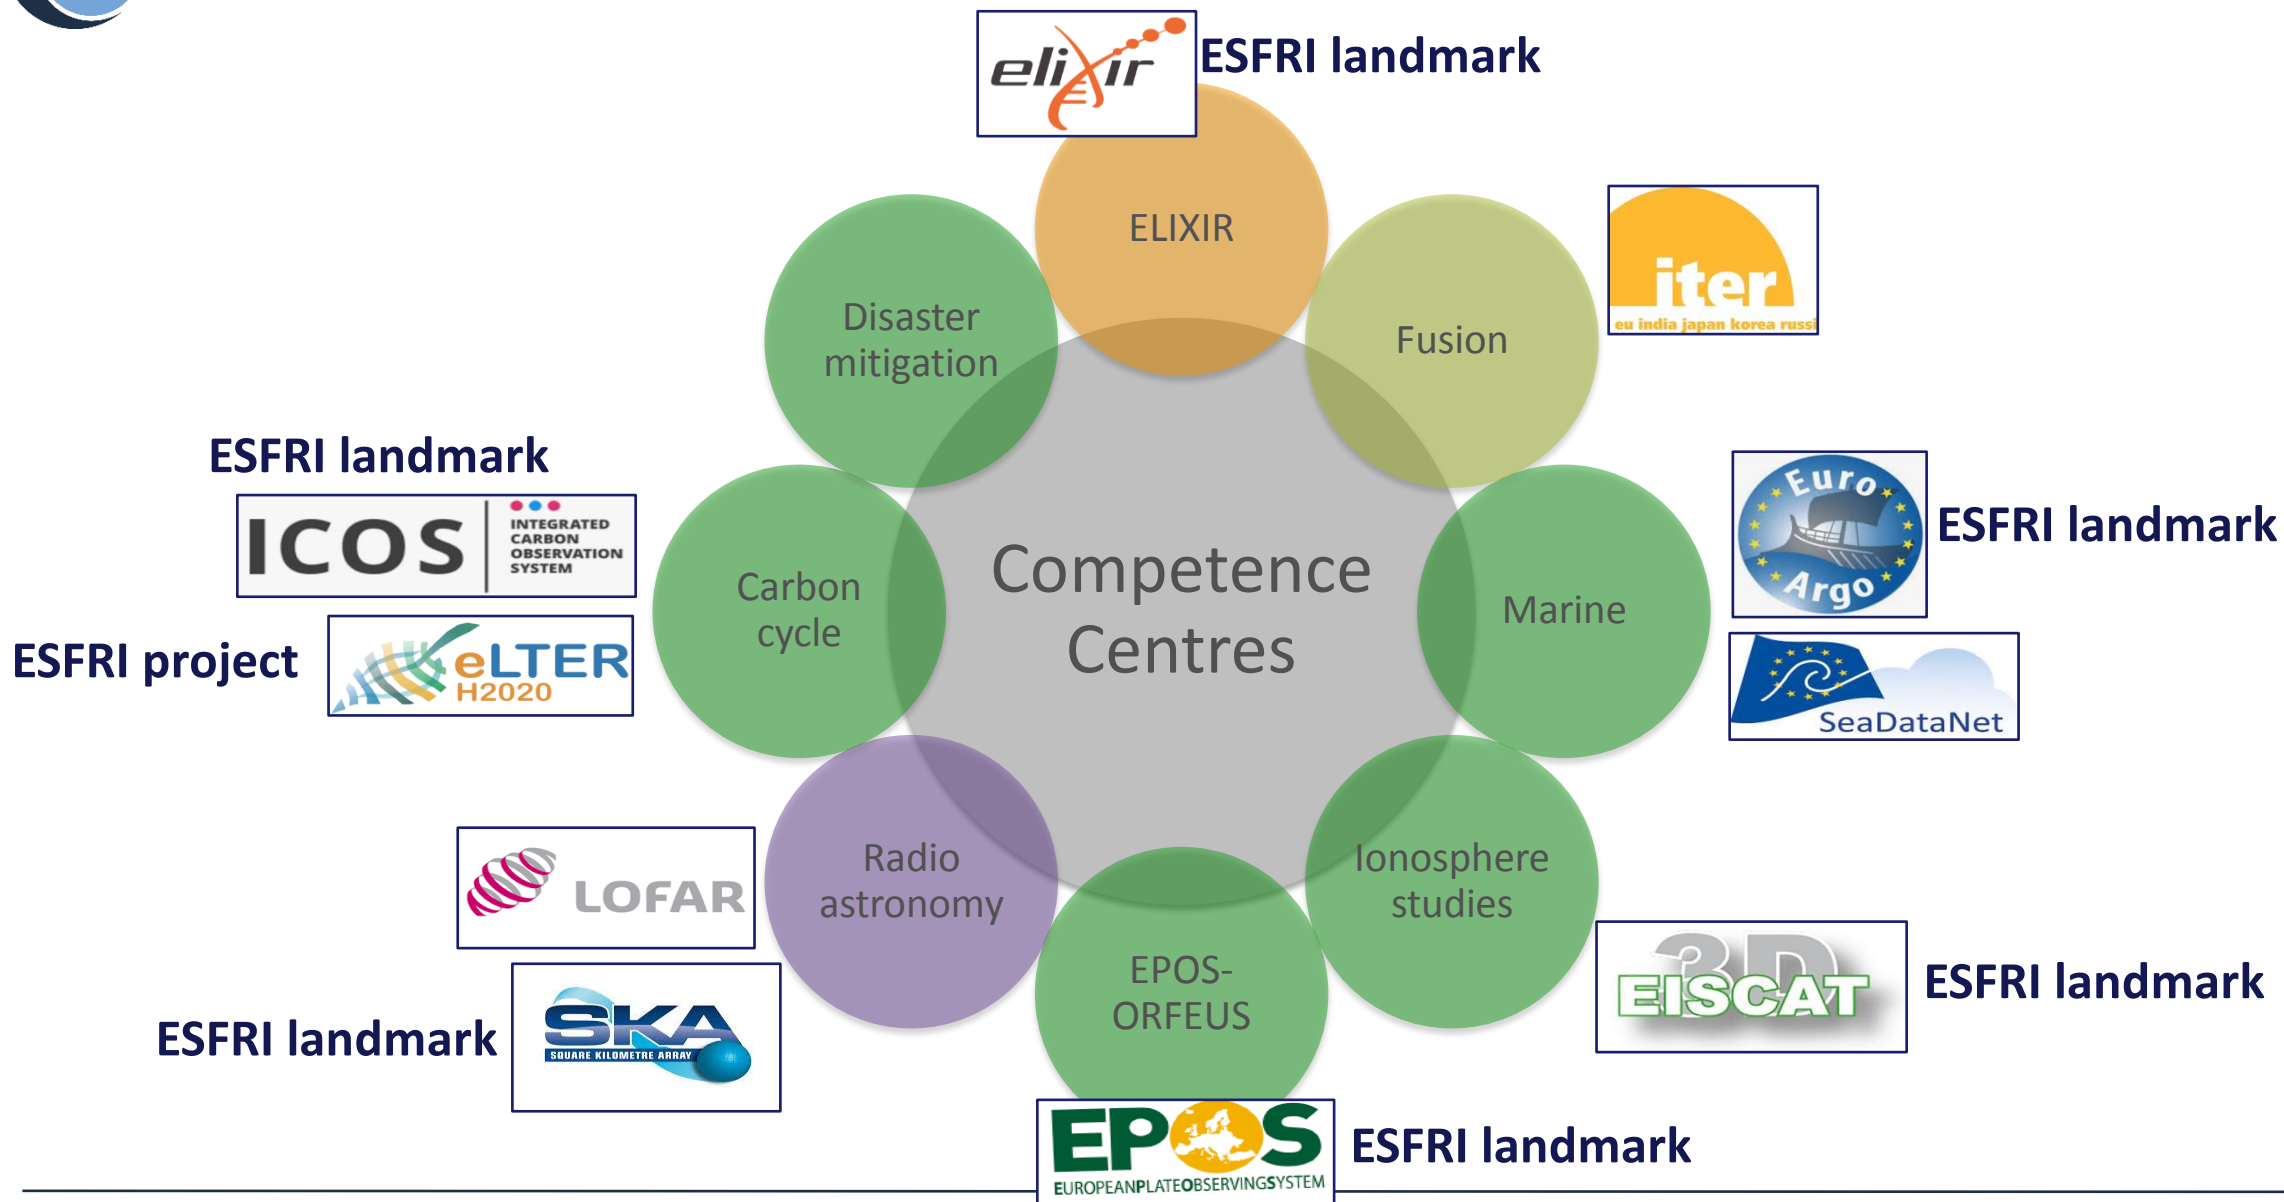 elixir
ESFRI landmark
ELIXIR
iter
eu india japan korea russi
Fusion
Disaster
mitigation
ESFRI landmark
ICOS
INTEGRATED
CARBON
OBSERVATION
SYSTEM
Euro
Argo
ESFRI landmark
Competence
Centres
Carbon
cycle
Marine
ESFRI project
eLTER
H2020
SeaDataNet
LOFAR
Radio
astronomy
Ionosphere
studies
3D
EISCAT
ESFRI landmark
EPOS-
ORFEUS
ESFRI landmark
SKA
SQUARE KILOMETRE ARRAY
EPOS
EUROPEANPLATEOBSERVINGSYSTEM
ESFRI landmark